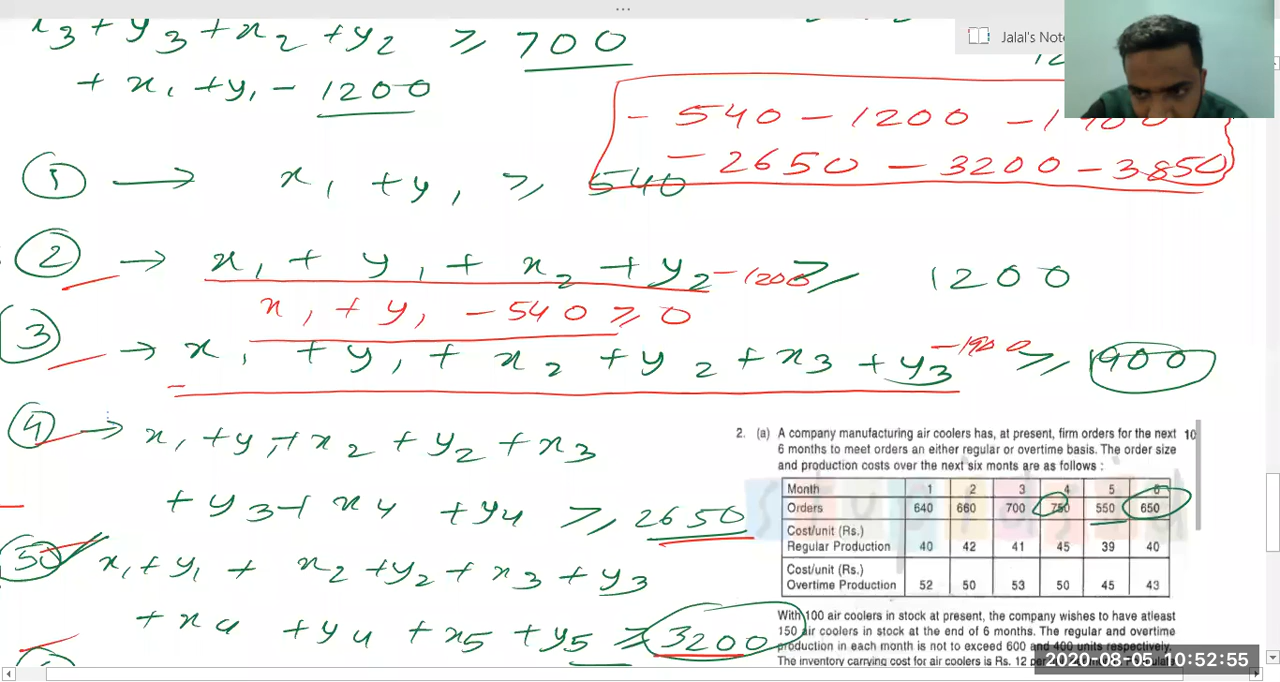 x3 + y3 + x2 + y2 ≥ 700
+ x1 + y1 - 1200
Jalal's Note
- 540 - 1200 - 1900
- 2650 - 3200 - 3850
① → x1 + y1 ≥ 540
② → x1 + y1 + x2 + y2 - 1200 ≥ 1200
x1 + y1 - 540 ≥ 0
③ → x1 + y1 + x2 + y2 + x3 + y3 - 1900 ≥ 1900
④ → x1 + y1 + x2 + y2 + x3
+ y3 + x4 + y4 ≥ 2650
x1 + y1 + x2 + y2 + x3 + y3
+ x4 + y4 + x5 + y5 ≥ 3200
2. (a) A company manufacturing air coolers has, at present, firm orders for the next 10
6 months to meet orders an either regular or overtime basis. The order size
and production costs over the next six monts are as follows :
Month 1 2 3 4 5 6
Orders 640 660 700 750 550 650
Cost/unit (Rs.)
Regular Production 40 42 41 45 39 40
Cost/unit (Rs.)
Overtime Production 52 50 53 50 45 43
With 100 air coolers in stock at present, the company wishes to have atleast
150 air coolers in stock at the end of 6 months. The regular and overtime
production in each month is not to exceed 600 and 400 units respectively.
The inventory carrying cost for air coolers is Rs. 12
2020-08-05 10:52:55